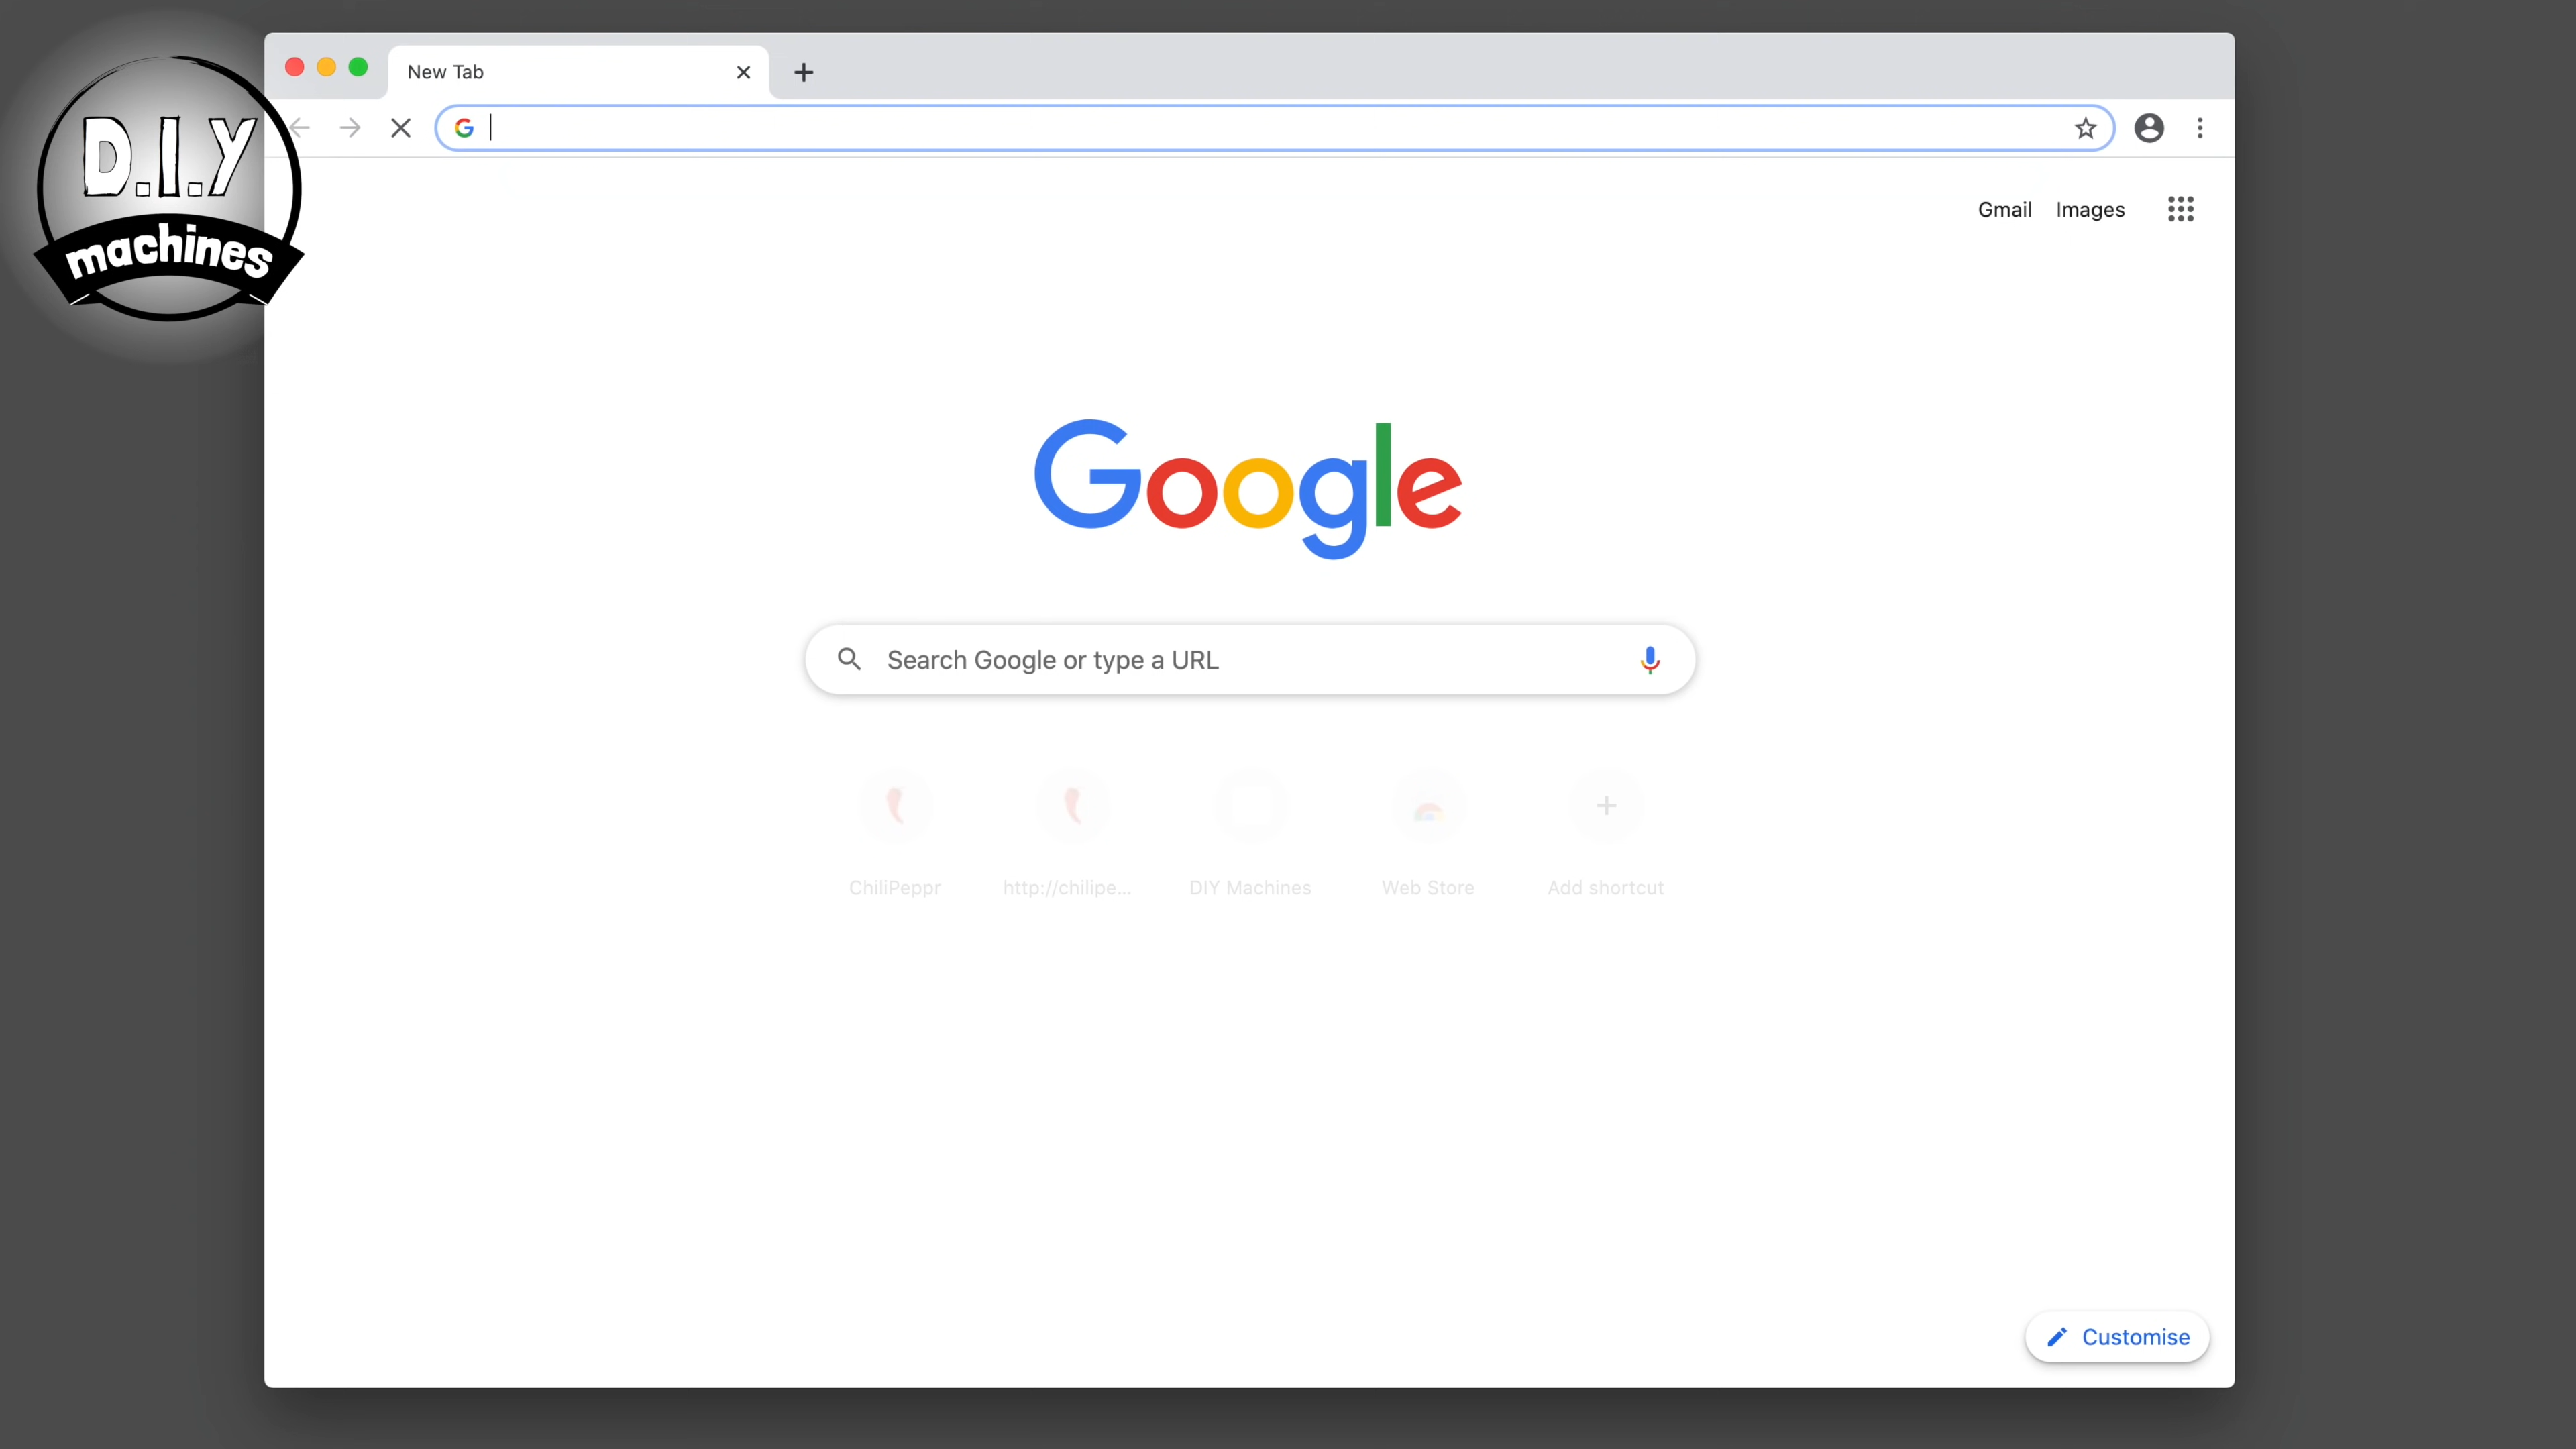 D.I.Y
machines
New Tab
Gmail Images
Google
Search Google or type a URL
ChiliPeppr http://chilipe... DIY Machines Web Store Add shortcut
Customise